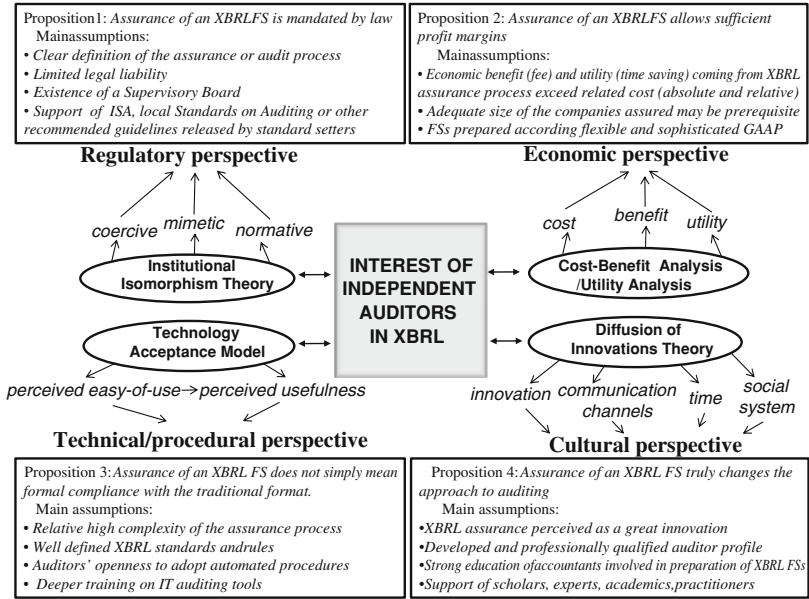 Proposition1: Assurance of an XBRLFS is mandated by law
Mainassumptions:
• Clear definition of the assurance or audit process
• Limited legal liability
• Existence of a Supervisory Board
• Support of ISA, local Standards on Auditing or other
recommended guidelines released by standard setters
Proposition 2: Assurance of an XBRLFS allows sufficient
profit margins
Mainassumptions:
• Economic benefit (fee) and utility (time saving) coming from XBRL
assurance process exceed related cost (absolute and relative)
• Adequate size of the companies assured may be prerequisite
• FSs prepared according flexible and sophisticated GAAP
Regulatory perspective
Economic perspective
coercive
mimetic
normative
cost
benefit
utility
Institutional
Isomorphism Theory
INTEREST OF
INDEPENDENT
AUDITORS
IN XBRL
Cost-Benefit Analysis
/Utility Analysis
Technology
Acceptance Model
Diffusion of
Innovations Theory
perceived easy-of-use
perceived usefulness
innovation
communication
channels
time
social
system
Technical/procedural perspective
Cultural perspective
Proposition 3: Assurance of an XBRL FS does not simply mean
formal compliance with the traditional format.
Main assumptions:
• Relative high complexity of the assurance process
• Well defined XBRL standards andrules
• Auditors' openness to adopt automated procedures
• Deeper training on IT auditing tools
Proposition 4: Assurance of an XBRL FS truly changes the
approach to auditing
Main assumptions:
•XBRL assurance perceived as a great innovation
•Developed and professionally qualified auditor profile
•Strong education ofaccountants involved in preparation of XBRL FSs
•Support of scholars, experts, academics,practitioners